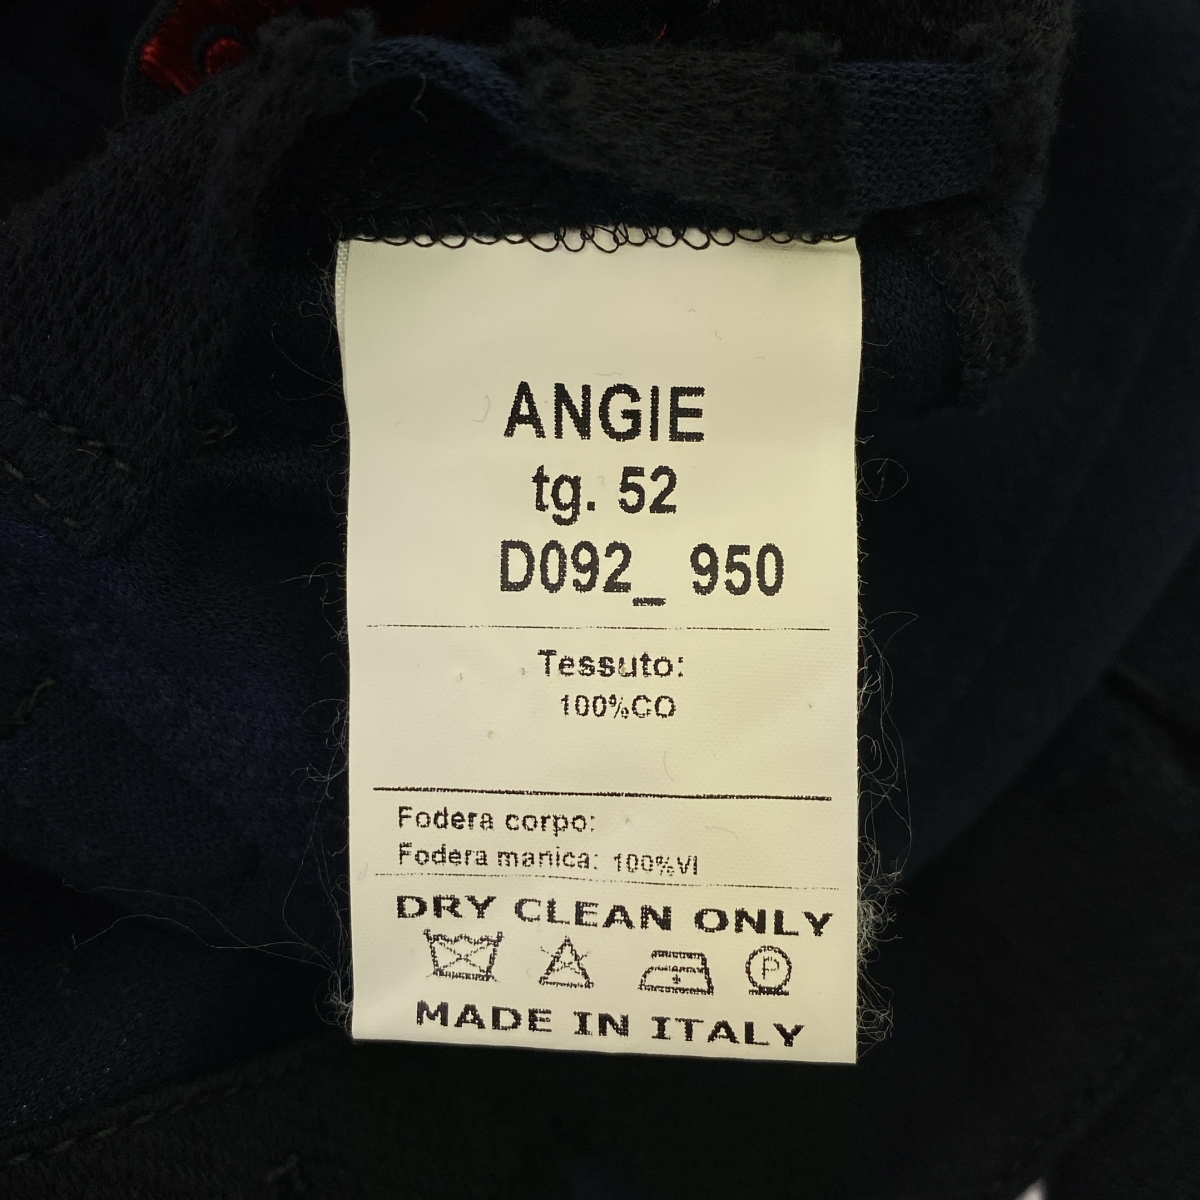 ANGIE
tg. 52
D092_ 950
Tessuto:
100%CO
Fodera corpo:
Fodera manica: 100%VI
DRY CLEAN ONLY
P
MADE IN ITALY